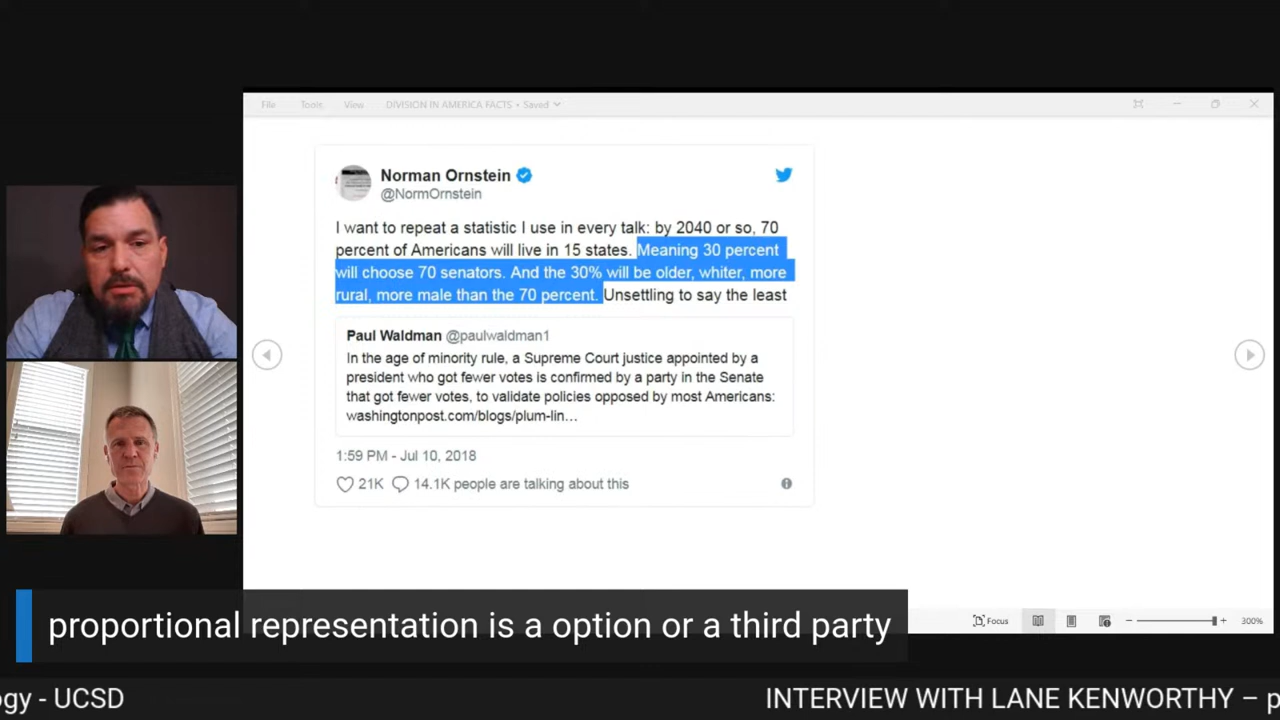 File Tools View DIVISION IN AMERICA FACTS • Saved
Norman Ornstein
@NormOrnstein
I want to repeat a statistic I use in every talk: by 2040 or so, 70
percent of Americans will live in 15 states. Meaning 30 percent
will choose 70 senators. And the 30% will be older, whiter, more
rural, more male than the 70 percent. Unsettling to say the least
Paul Waldman @paulwaldman1
In the age of minority rule, a Supreme Court justice appointed by a
president who got fewer votes is confirmed by a party in the Senate
that got fewer votes, to validate policies opposed by most Americans:
washingtonpost.com/blogs/plum-lin…
1:59 PM - Jul 10, 2018
21K 14.1K people are talking about this
proportional representation is a option or a third party
Focus 300%
ogy - UCSD INTERVIEW WITH LANE KENWORTHY – p